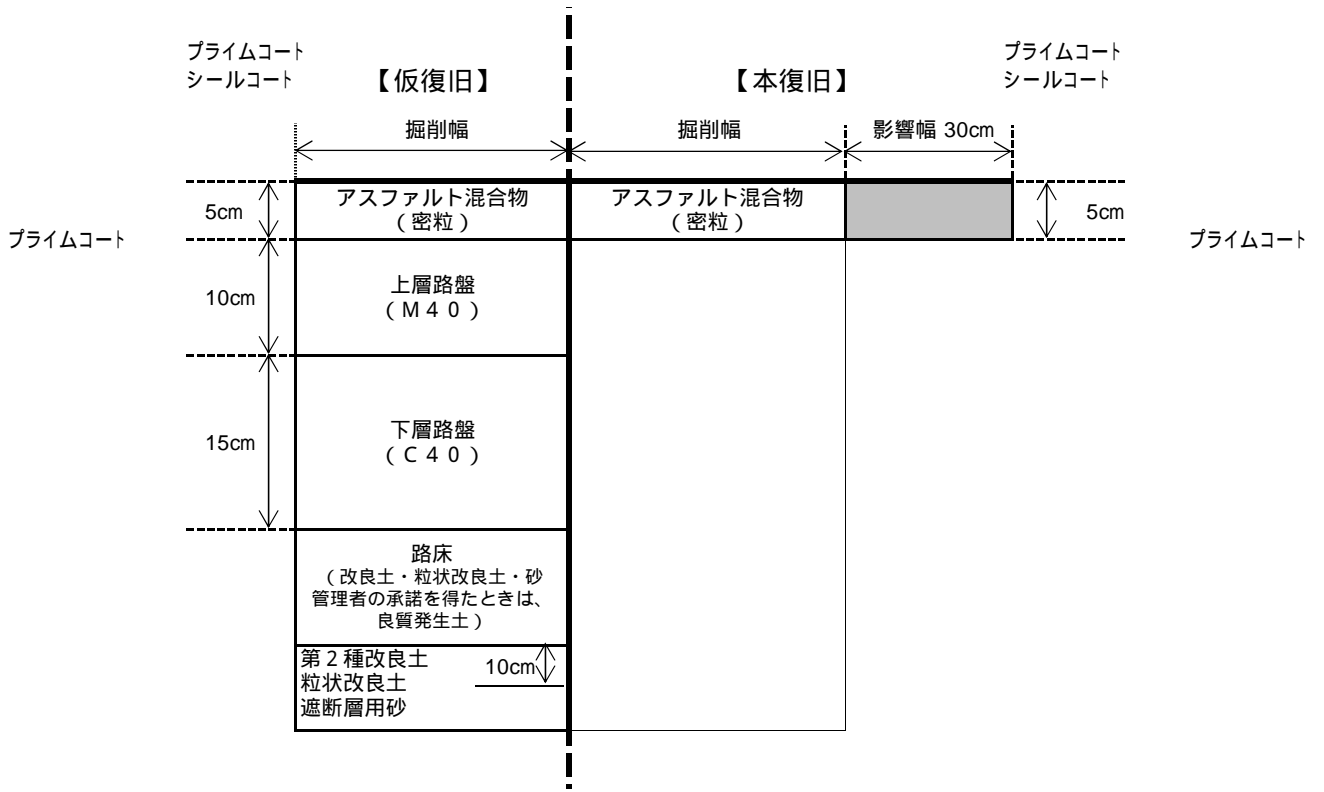 プライムコート
シールコート
【仮復旧】
【本復旧】
プライムコート
シールコート
掘削幅
掘削幅
影響幅 30cm
5cm
アスファルト混合物
（密粒）
アスファルト混合物
（密粒）
5cm
プライムコート
プライムコート
10cm
上層路盤
（Ｍ４０）
15cm
下層路盤
（Ｃ４０）
路床
（改良土・粒状改良土・砂
管理者の承諾を得たときは、
良質発生土）
第２種改良土
粒状改良土
遮断層用砂
10cm